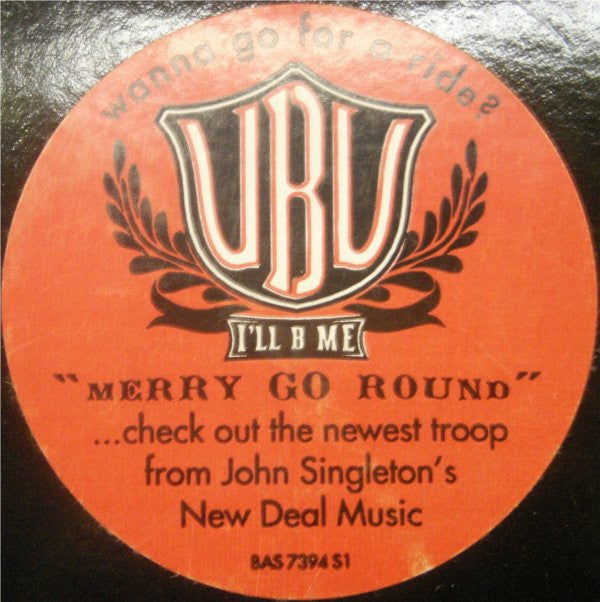 wanna go for a ride?
UBU
I'LL B ME
"MERRY GO ROUND"
...check out the newest troop
from John Singleton's
New Deal Music
BAS 7394 S1